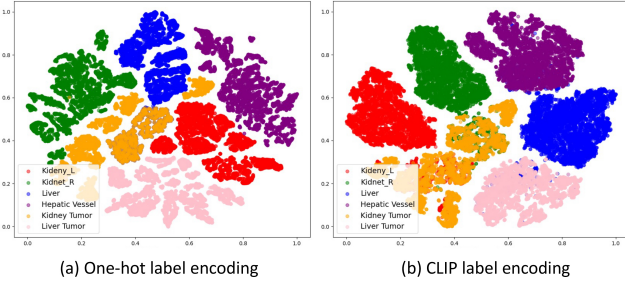 1.0
0.8
0.6
0.4
0.2
0.0
Kideny_L
Kidnet_R
Liver
Hepatic Vessel
Kidney Tumor
Liver Tumor
0.0 0.2 0.4 0.6 0.8 1.0
(a) One-hot label encoding
1.0
0.8
0.6
0.4
0.2
0.0
Kideny_L
Kidnet_R
Liver
Hepatic Vessel
Kidney Tumor
Liver Tumor
0.0 0.2 0.4 0.6 0.8 1.0
(b) CLIP label encoding